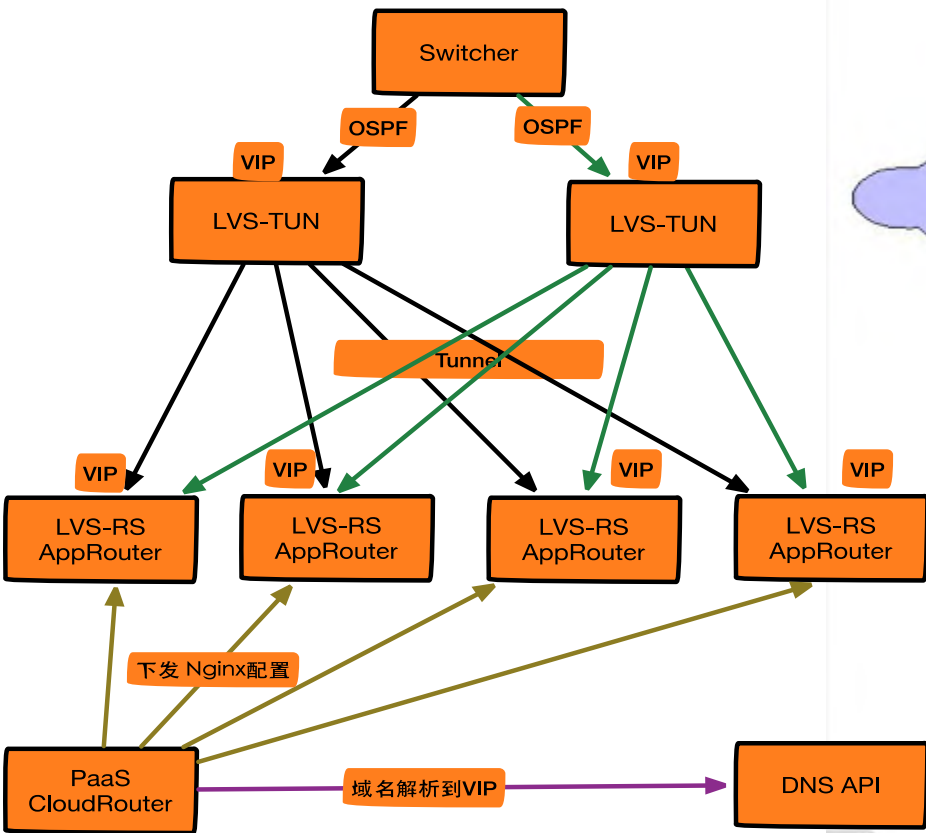 Switcher
OSPF
OSPF
VIP
VIP
LVS-TUN
LVS-TUN
Tunnel
VIP
VIP
VIP
VIP
LVS-RS
AppRouter
LVS-RS
AppRouter
LVS-RS
AppRouter
LVS-RS
AppRouter
下发 Nginx配置
PaaS
CloudRouter
域名解析到VIP
DNS API